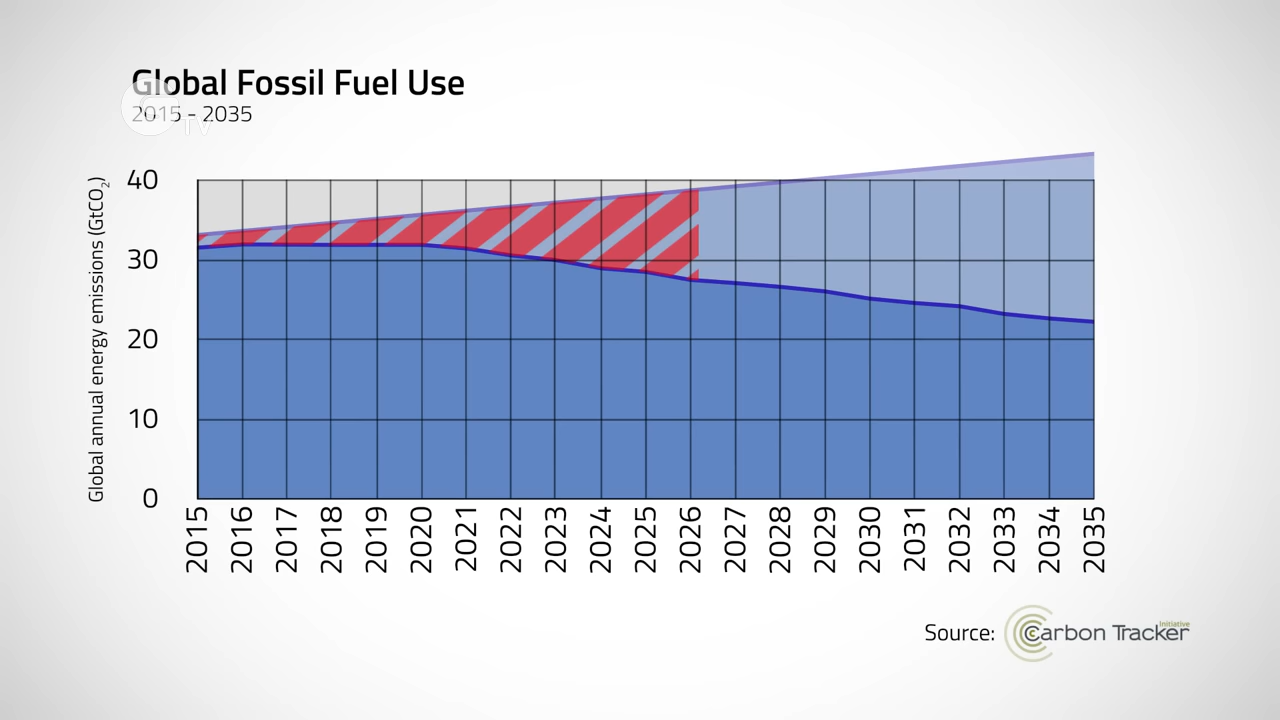 Global Fossil Fuel Use
2015 - 2035
TV
Global annual energy emissions (GtCO₂)
40
30
20
10
0
2015 2016 2017 2018 2019 2020 2021 2022 2023 2024 2025 2026 2027 2028 2029 2030 2031 2032 2033 2034 2035
Source: Carbon Tracker Initiative